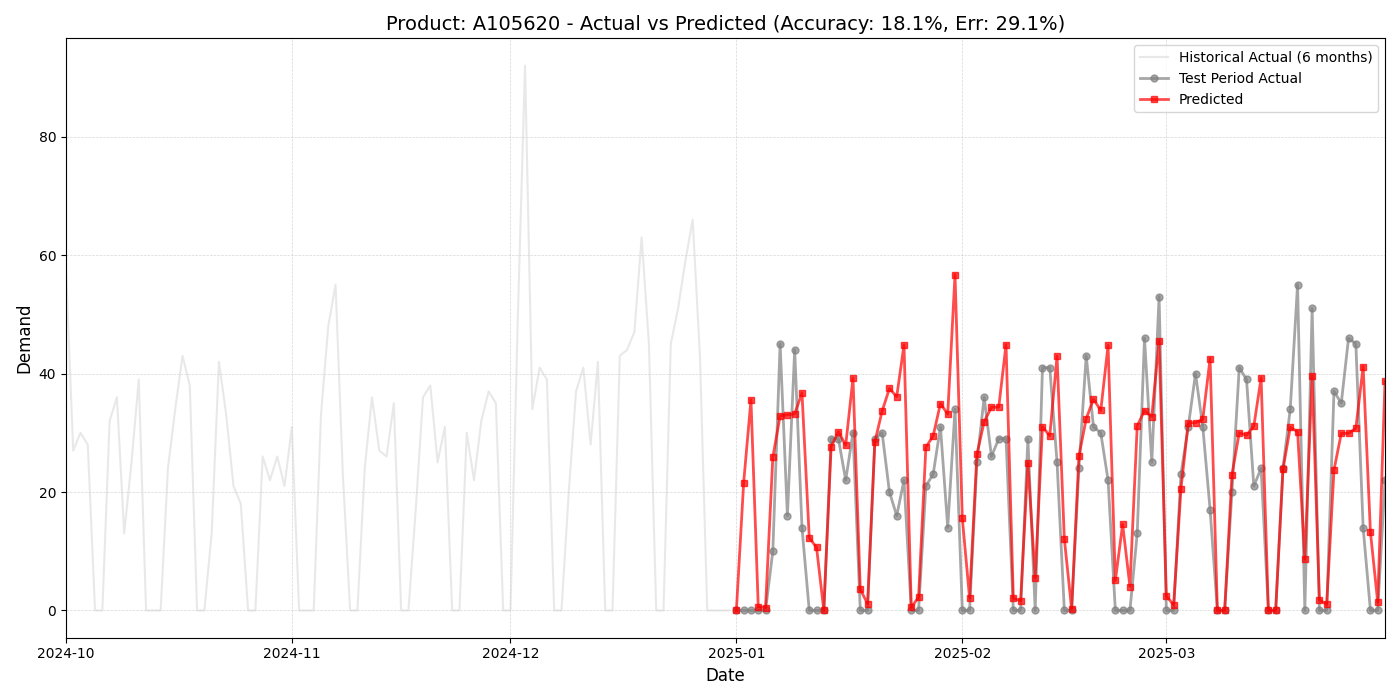 Product: A105620 - Actual vs Predicted (Accuracy: 18.1%, Err: 29.1%)
Historical Actual (6 months)
Test Period Actual
Predicted
Demand
80
60
40
20
0
2024-10
2024-11
2024-12
2025-01
2025-02
2025-03
Date